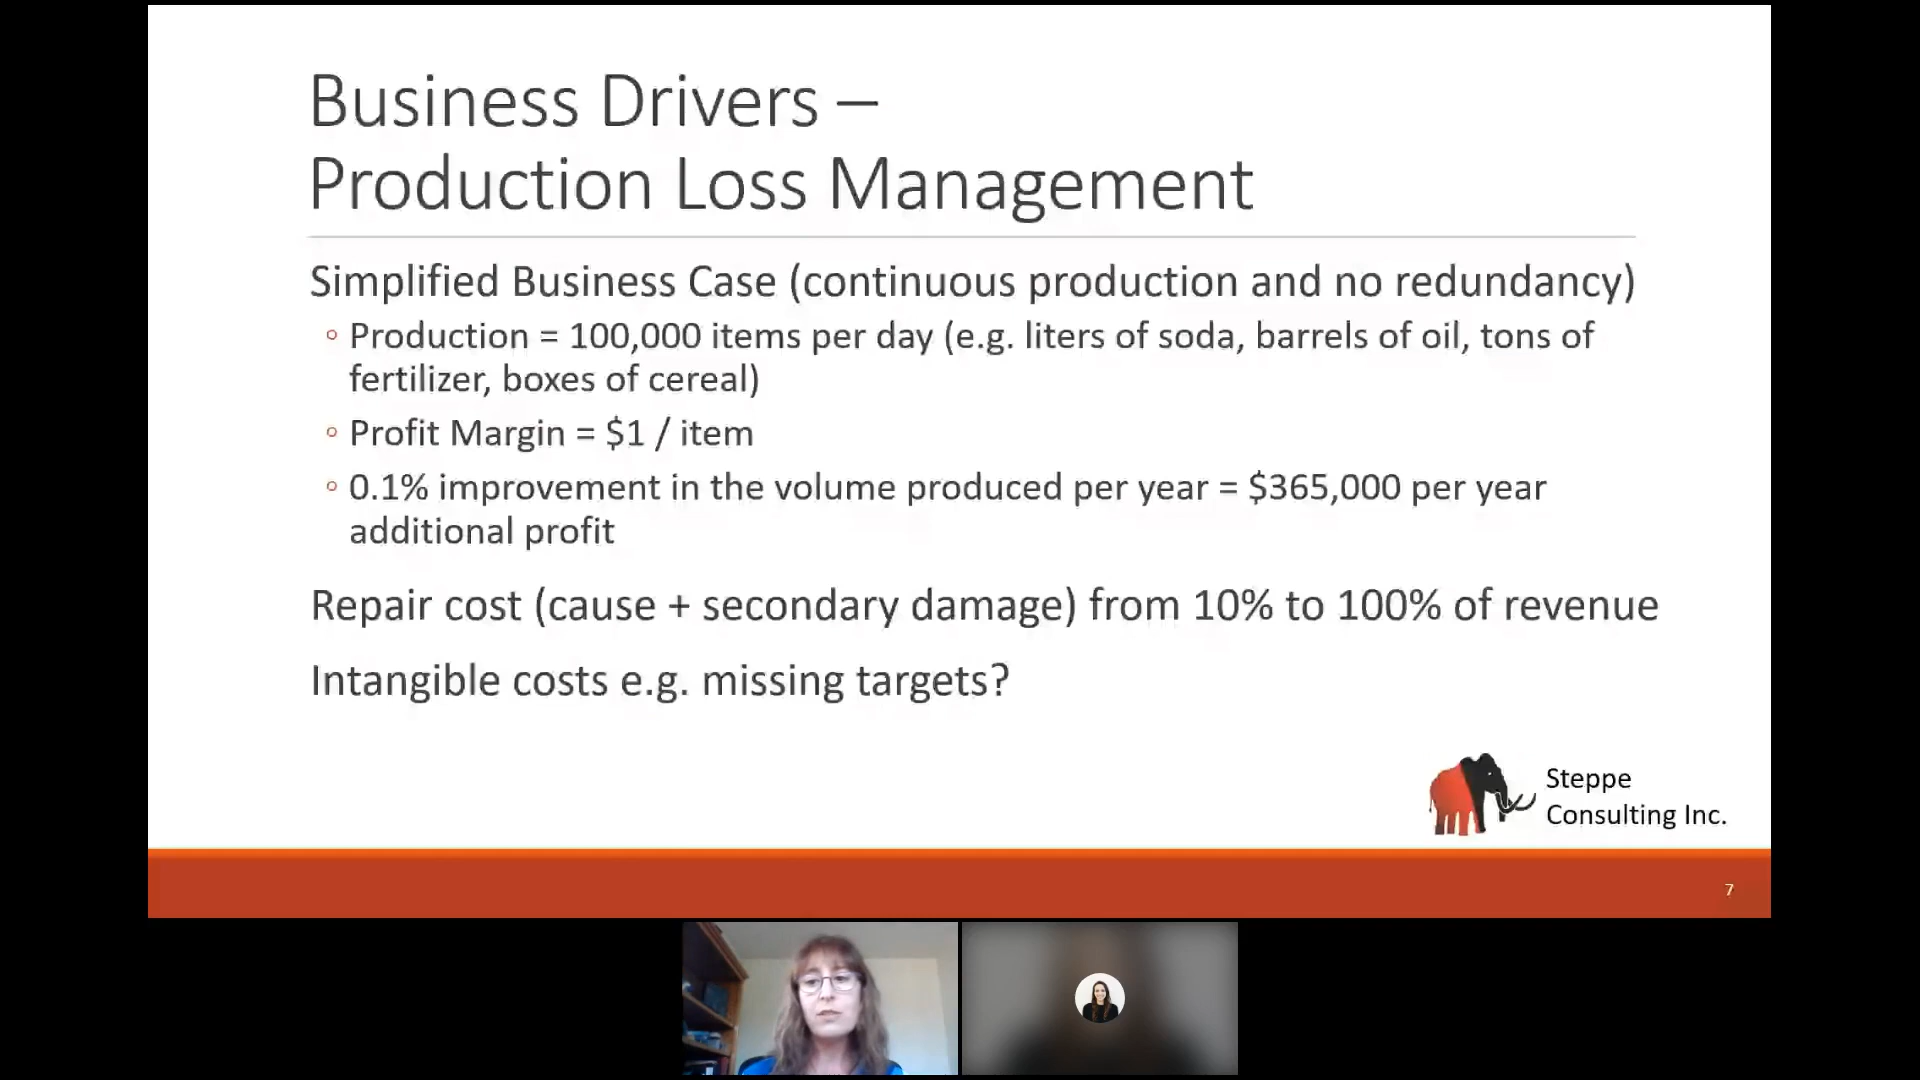 Business Drivers –
Production Loss Management
Simplified Business Case (continuous production and no redundancy)
◦ Production = 100,000 items per day (e.g. liters of soda, barrels of oil, tons of
fertilizer, boxes of cereal)
◦ Profit Margin = $1 / item
◦ 0.1% improvement in the volume produced per year = $365,000 per year
additional profit
Repair cost (cause + secondary damage) from 10% to 100% of revenue
Intangible costs e.g. missing targets?
Steppe
Consulting Inc.
7